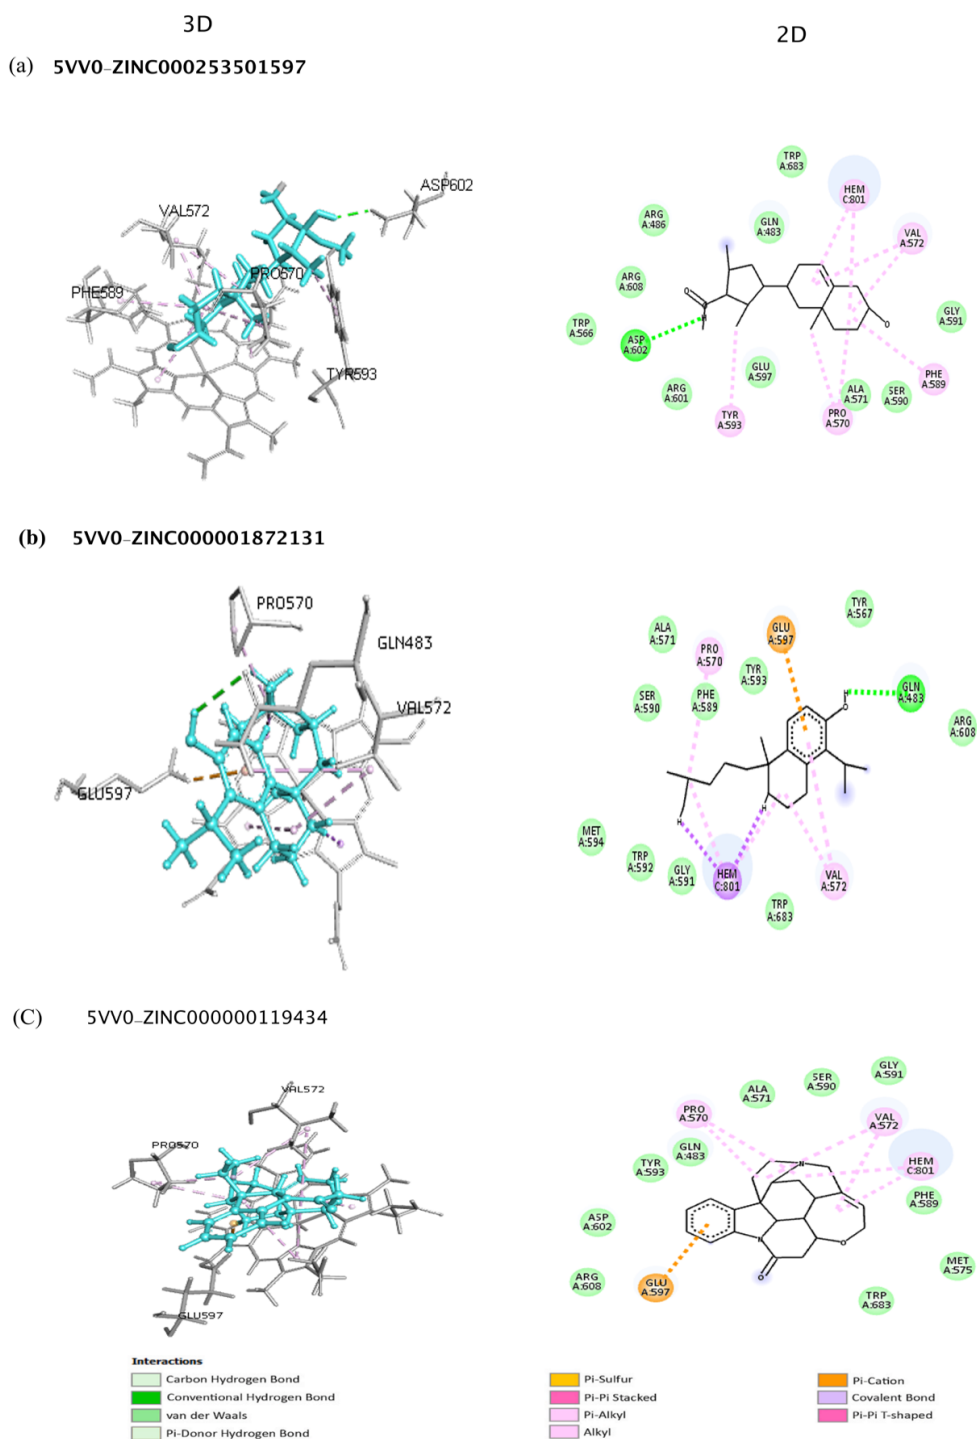 3D
2D
(a) 5VV0-ZINC000253501597
ASP602
VAL572
PRO570
PHE589
TYR593
TRP
A:683
HEM
C:801
ARG
A:486
GLN
A:483
VAL
A:572
ARG
A:608
O
H
TRP
A:566
ASP
A:602
GLY
A:591
GLU
A:597
PHE
A:589
ARG
A:601
ALA
A:571
SER
A:590
TYR
A:593
PRO
A:570
(b) 5VV0-ZINC000001872131
PRO570
GLN483
VAL572
GLU597
TYR
A:567
ALA
A:571
GLU
A:597
PRO
A:570
TYR
A:593
GLN
A:483
SER
A:590
PHE
A:589
H
O
ARG
A:608
H
H
MET
A:594
TRP
A:592
GLY
A:591
HEM
C:801
VAL
A:572
TRP
A:683
(C) 5VV0-ZINC000000119434
VAL572
PRO570
GLU597
GLY
A:591
SER
A:590
ALA
A:571
PRO
A:570
VAL
A:572
GLN
A:483
TYR
A:593
N
HEM
C:801
PHE
A:589
ASP
A:602
N
O
O
MET
A:575
ARG
A:608
GLU
A:597
TRP
A:683
Interactions
Carbon Hydrogen Bond
Conventional Hydrogen Bond
van der Waals
Pi-Donor Hydrogen Bond
Pi-Sulfur
Pi-Pi Stacked
Pi-Alkyl
Alkyl
Pi-Cation
Covalent Bond
Pi-Pi T-shaped